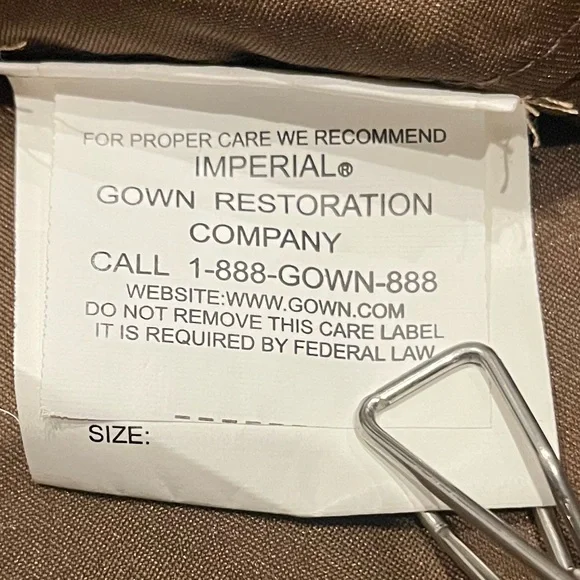 FOR PROPER CARE WE RECOMMEND
IMPERIAL®
GOWN RESTORATION
COMPANY
CALL 1-888-GOWN-888
WEBSITE:WWW.GOWN.COM
DO NOT REMOVE THIS CARE LABEL
IT IS REQUIRED BY FEDERAL LAW
SIZE: